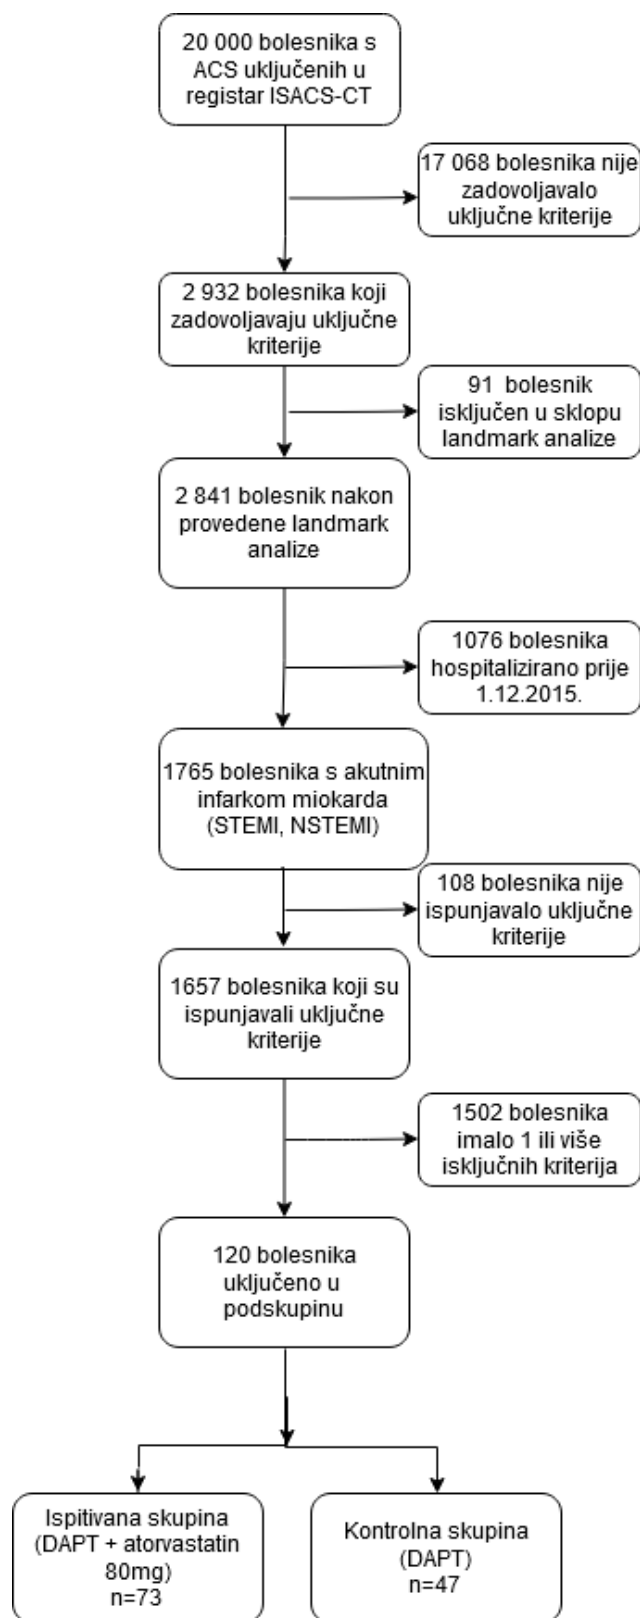 20 000 bolesnika s
ACS uključenih u
registar ISACS-CT
17 068 bolesnika nije
zadovoljavalo
uključne kriterije
2 932 bolesnika koji
zadovoljavaju uključne
kriterije
91 bolesnik
isključen u sklopu
landmark analize
2 841 bolesnik nakon
provedene landmark
analize
1076 bolesnika
hospitalizirano prije
1.12.2015.
1765 bolesnika s akutnim
infarkom miokarda
(STEMI, NSTEMI)
108 bolesnika nije
ispunjavalo uključne
kriterije
1657 bolesnika koji su
ispunjavali uključne
kriterije
1502 bolesnika
imalo 1 ili više
isključnih kriterija
120 bolesnika
uključeno u
podskupinu
Ispitivana skupina
(DAPT + atorvastatin
80mg)
n=73
Kontrolna skupina
(DAPT)
n=47